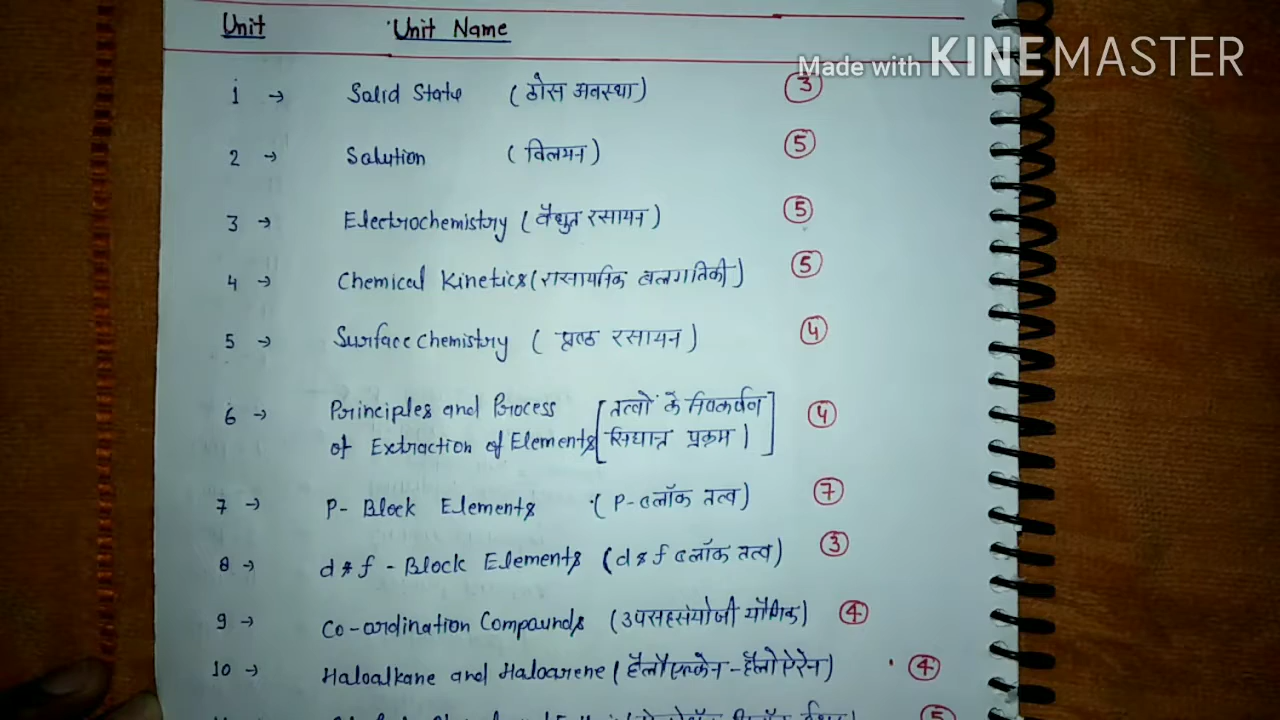 Unit Unit Name
Made with KINEMASTER
1 → Solid State (ठोस अवस्था) 3
2 → Solution (विलयन) 5
3 → Electrochemistry (वैधुत रसायन) 5
4 → Chemical Kinetics (रासायनिक बलगतिकी) 5
5 → Surface Chemistry (पृष्ठ रसायन) 4
6 → Principles and Process [तत्वों के निष्कर्षण 4
of Extraction of Elements [सिधान्त प्रक्रम)]
7 → P- Block Elements (P-ब्लॉक तत्व) 7
8 → d & f - Block Elements (d & f ब्लॉक तत्व) 3
9 → Co-ordination Compounds (उपसहसंयोजी यौगिक) 4
10 → Haloalkane and Haloarene (हैलौएल्केन-हैलोऐरेन) 4
5